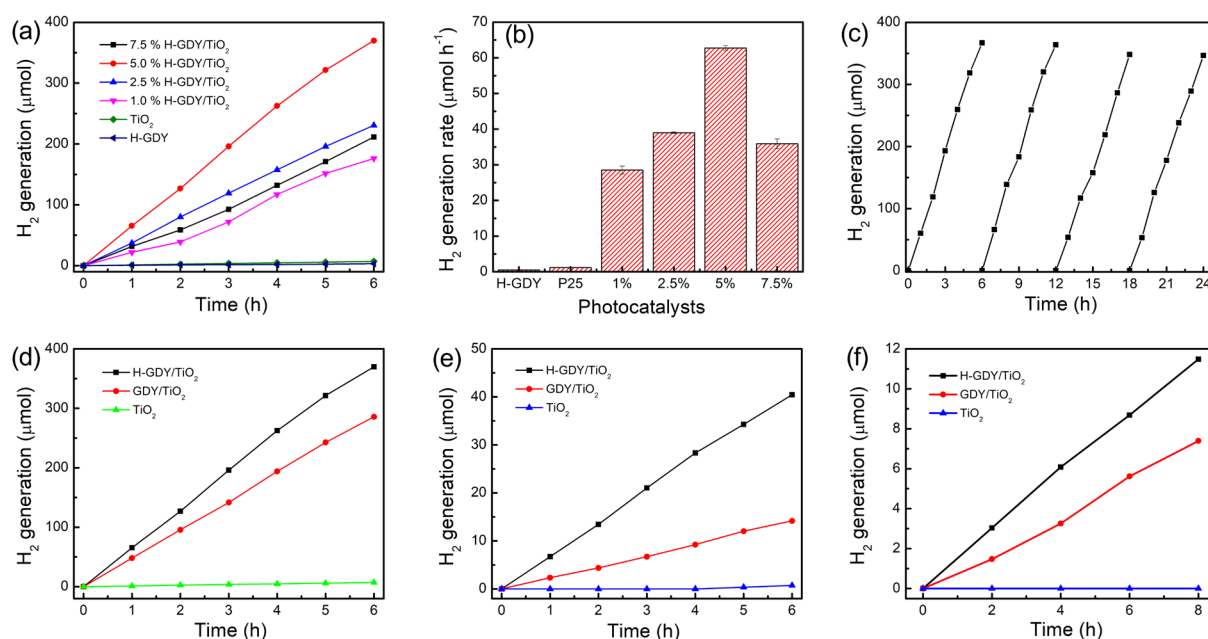 (a)
H₂ generation (μmol)
400
300
200
100
0
7.5 % H-GDY/TiO₂
5.0 % H-GDY/TiO₂
2.5 % H-GDY/TiO₂
1.0 % H-GDY/TiO₂
TiO₂
H-GDY
0 1 2 3 4 5 6
Time (h)
(b)
H₂ generation rate (μmol h⁻¹)
70
60
50
40
30
20
10
0
H-GDY P25 1% 2.5% 5% 7.5%
Photocatalysts
(c)
H₂ generation (μmol)
400
300
200
100
0
0 3 6 9 12 15 18 21 24
Time (h)
(d)
H₂ generation (μmol)
400
300
200
100
0
H-GDY/TiO₂
GDY/TiO₂
TiO₂
0 1 2 3 4 5 6
Time (h)
(e)
H₂ generation (μmol)
50
40
30
20
10
0
H-GDY/TiO₂
GDY/TiO₂
TiO₂
0 1 2 3 4 5 6
Time (h)
(f)
H₂ generation (μmol)
12
10
8
6
4
2
0
H-GDY/TiO₂
GDY/TiO₂
TiO₂
0 2 4 6 8
Time (h)